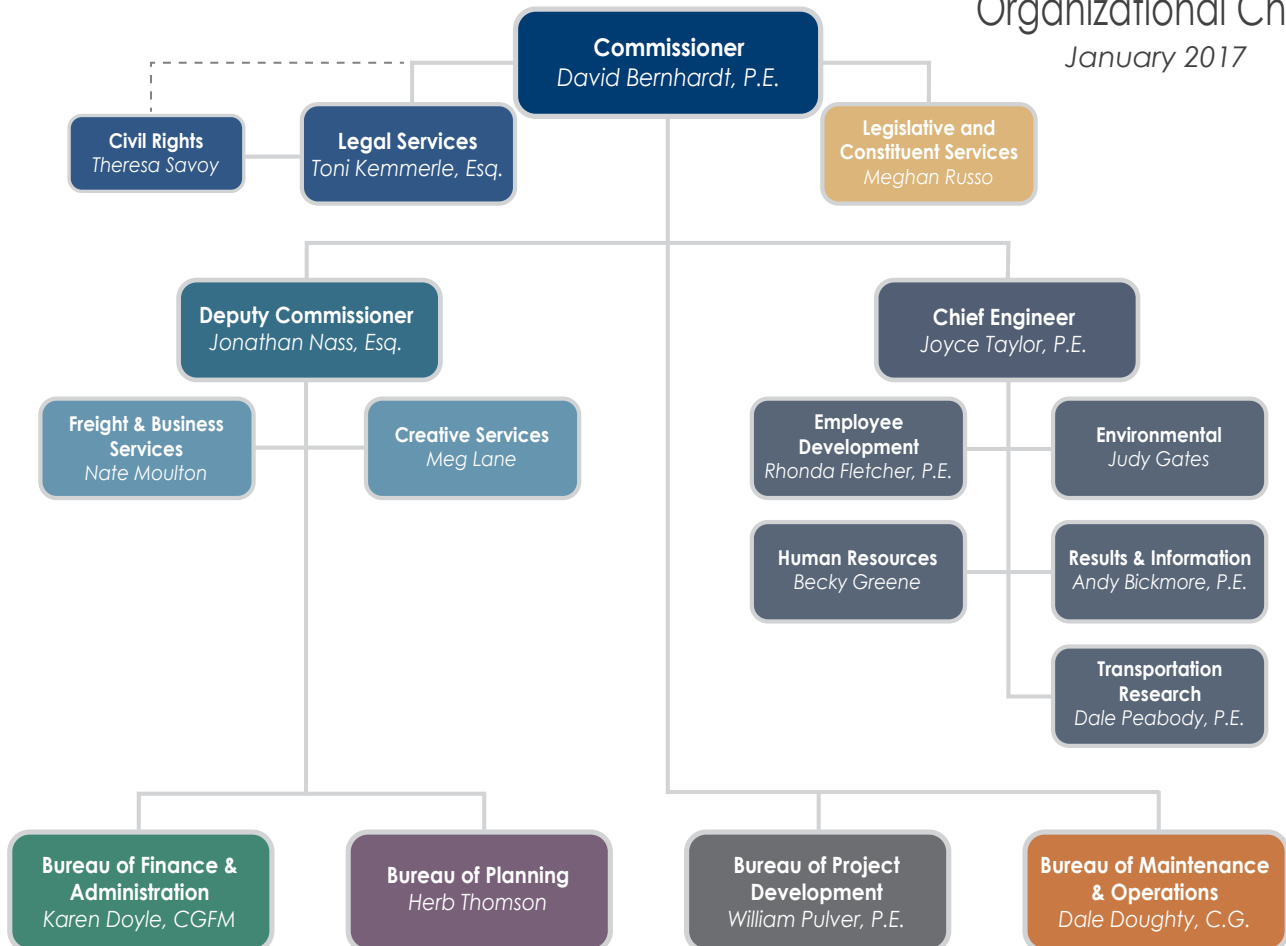 Organizational Ch
January 2017
Commissioner
David Bernhardt, P.E.
Civil Rights
Theresa Savoy
Legal Services
Toni Kemmerle, Esq.
Legislative and
Constituent Services
Meghan Russo
Deputy Commissioner
Jonathan Nass, Esq.
Chief Engineer
Joyce Taylor, P.E.
Freight & Business
Services
Nate Moulton
Creative Services
Meg Lane
Employee
Development
Rhonda Fletcher, P.E.
Environmental
Judy Gates
Human Resources
Becky Greene
Results & Information
Andy Bickmore, P.E.
Transportation
Research
Dale Peabody, P.E.
Bureau of Finance &
Administration
Karen Doyle, CGFM
Bureau of Planning
Herb Thomson
Bureau of Project
Development
William Pulver, P.E.
Bureau of Maintenance
& Operations
Dale Doughty, C.G.